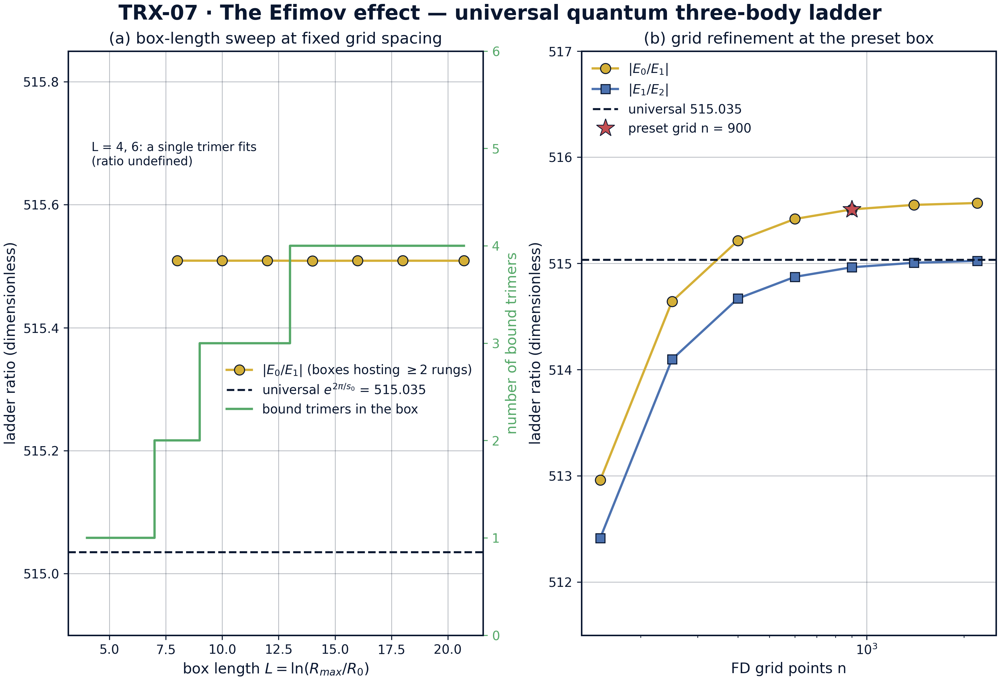 TRX-07 · The Efimov effect — universal quantum three-body ladder
(a) box-length sweep at fixed grid spacing
ladder ratio (dimensionless)
515.8
515.6
515.4
515.2
515.0
L = 4, 6: a single trimer fits
(ratio undefined)
|E₀/E₁| (boxes hosting ≥2 rungs)
universal e^{2π/s₀} = 515.035
bound trimers in the box
5.0 7.5 10.0 12.5 15.0 17.5 20.0
box length L = ln(R_{max}/R₀)
6
5
4
3
2
1
0
number of bound trimers
(b) grid refinement at the preset box
ladder ratio (dimensionless)
517
516
515
514
513
512
|E₀/E₁|
|E₁/E₂|
universal 515.035
preset grid n = 900
10³
FD grid points n